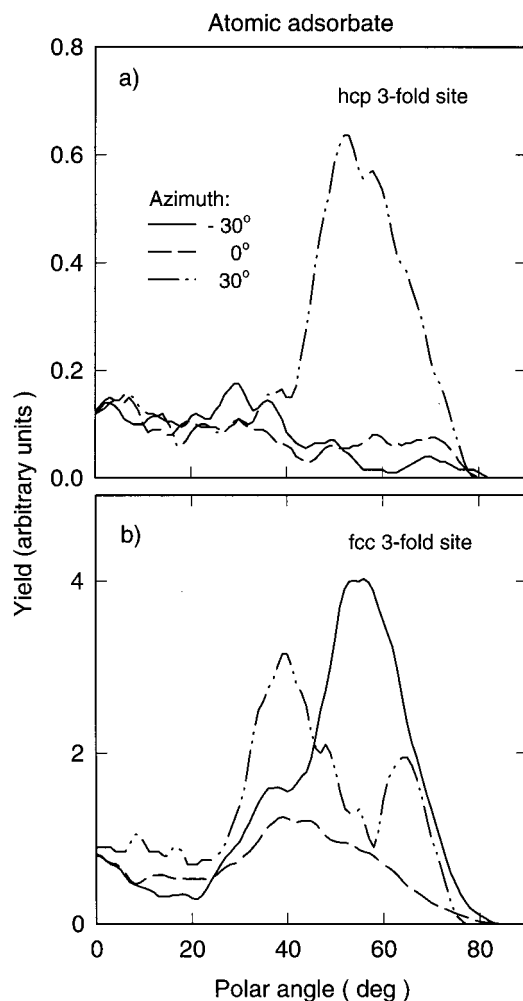 Atomic adsorbate
0.8
a)
hcp 3-fold site
0.6
Azimuth:
- 30°
0°
30°
0.4
0.2
0.0
Yield (arbitrary units )
b)
fcc 3-fold site
4
2
0
0 20 40 60 80
Polar angle ( deg )